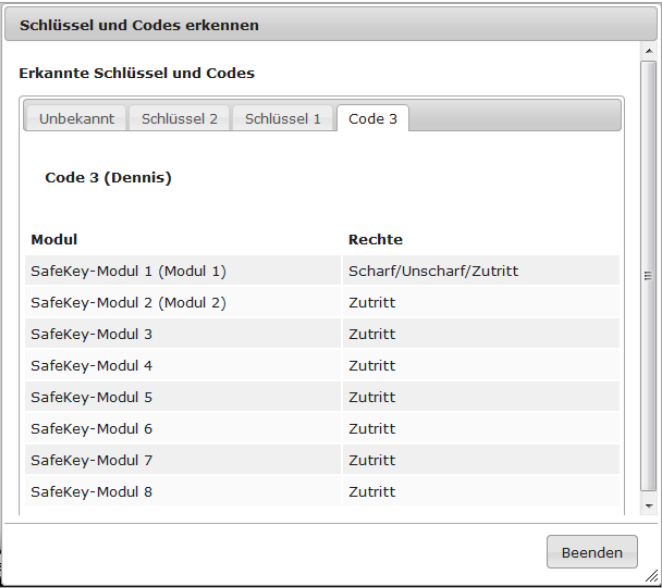 Schlüssel und Codes erkennen
Erkannte Schlüssel und Codes
Unbekannt Schlüssel 2 Schlüssel 1 Code 3
Code 3 (Dennis)
Modul Rechte
SafeKey-Modul 1 (Modul 1) Scharf/Unscharf/Zutritt
SafeKey-Modul 2 (Modul 2) Zutritt
SafeKey-Modul 3 Zutritt
SafeKey-Modul 4 Zutritt
SafeKey-Modul 5 Zutritt
SafeKey-Modul 6 Zutritt
SafeKey-Modul 7 Zutritt
SafeKey-Modul 8 Zutritt
Beenden